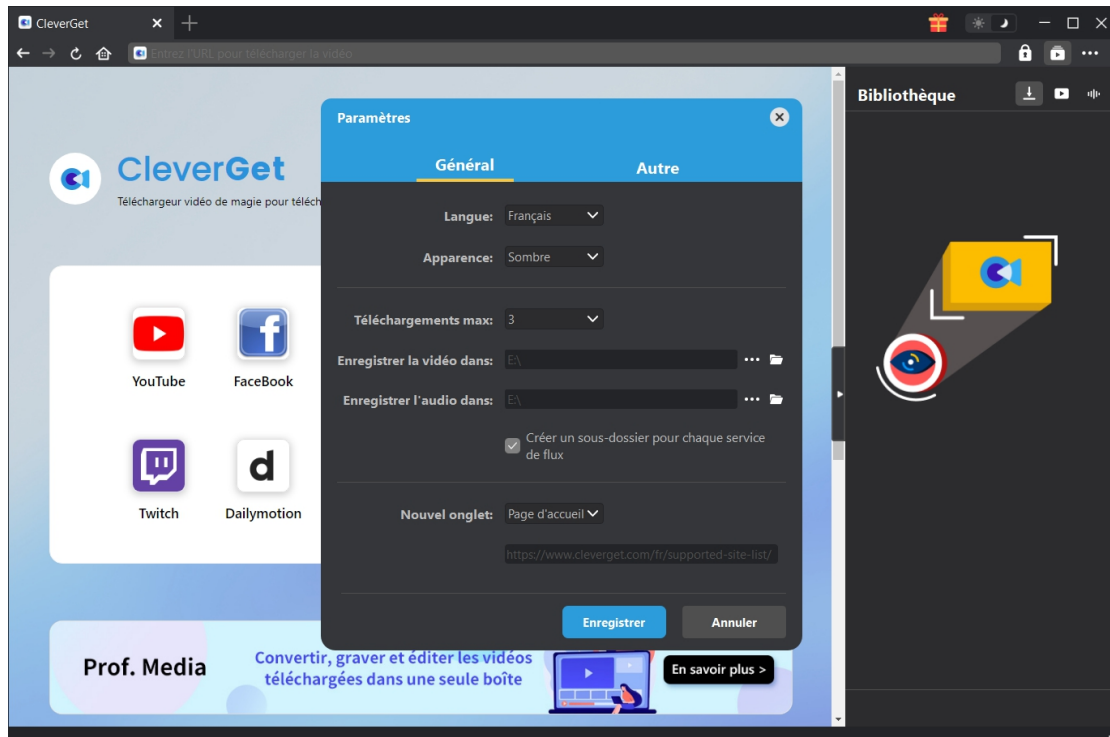 CleverGet
Entrez l'URL pour télécharger la vidéo
Bibliothèque
Paramètres
Général
Autre
CleverGet
Téléchargeur vidéo de magie pour téléch
Langue: Français
Apparence: Sombre
Téléchargements max: 3
Enregistrer la vidéo dans: E:\
Enregistrer l'audio dans: E:\
Créer un sous-dossier pour chaque service
de flux
Nouvel onglet: Page d'accueil
https://www.cleverget.com/fr/supported-site-list/
Enregistrer
Annuler
YouTube
FaceBook
Twitch
Dailymotion
Prof. Media
Convertir, graver et éditer les vidéos
téléchargées dans une seule boîte
En savoir plus >